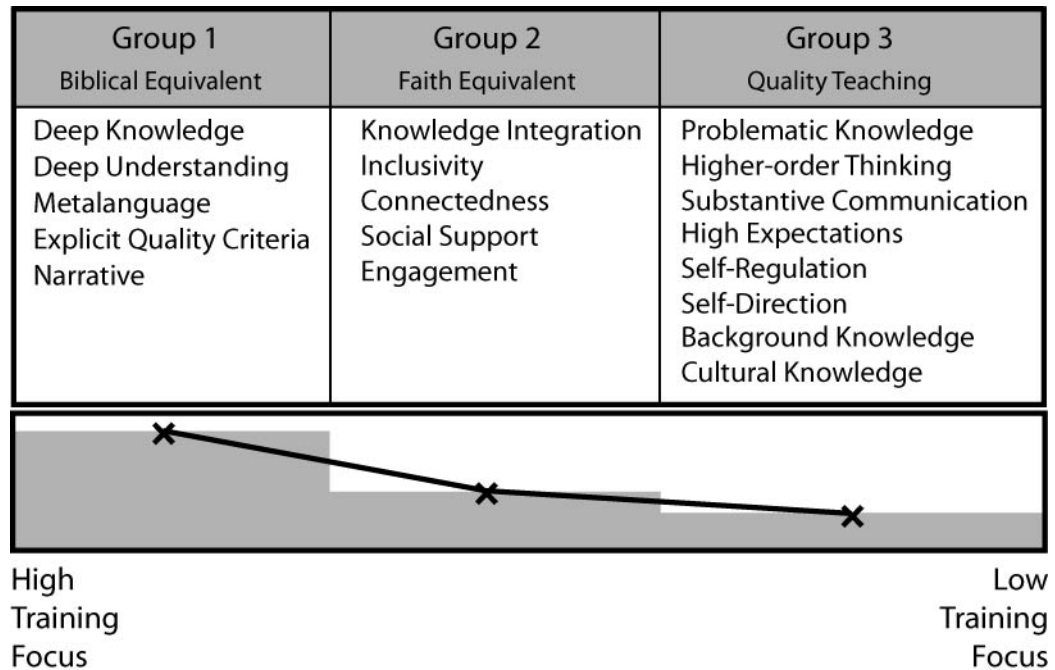 Group 1
Biblical Equivalent
Group 2
Faith Equivalent
Group 3
Quality Teaching
Deep Knowledge
Deep Understanding
Metalanguage
Explicit Quality Criteria
Narrative
Knowledge Integration
Inclusivity
Connectedness
Social Support
Engagement
Problematic Knowledge
Higher-order Thinking
Substantive Communication
High Expectations
Self-Regulation
Self-Direction
Background Knowledge
Cultural Knowledge
High
Training
Focus
Low
Training
Focus